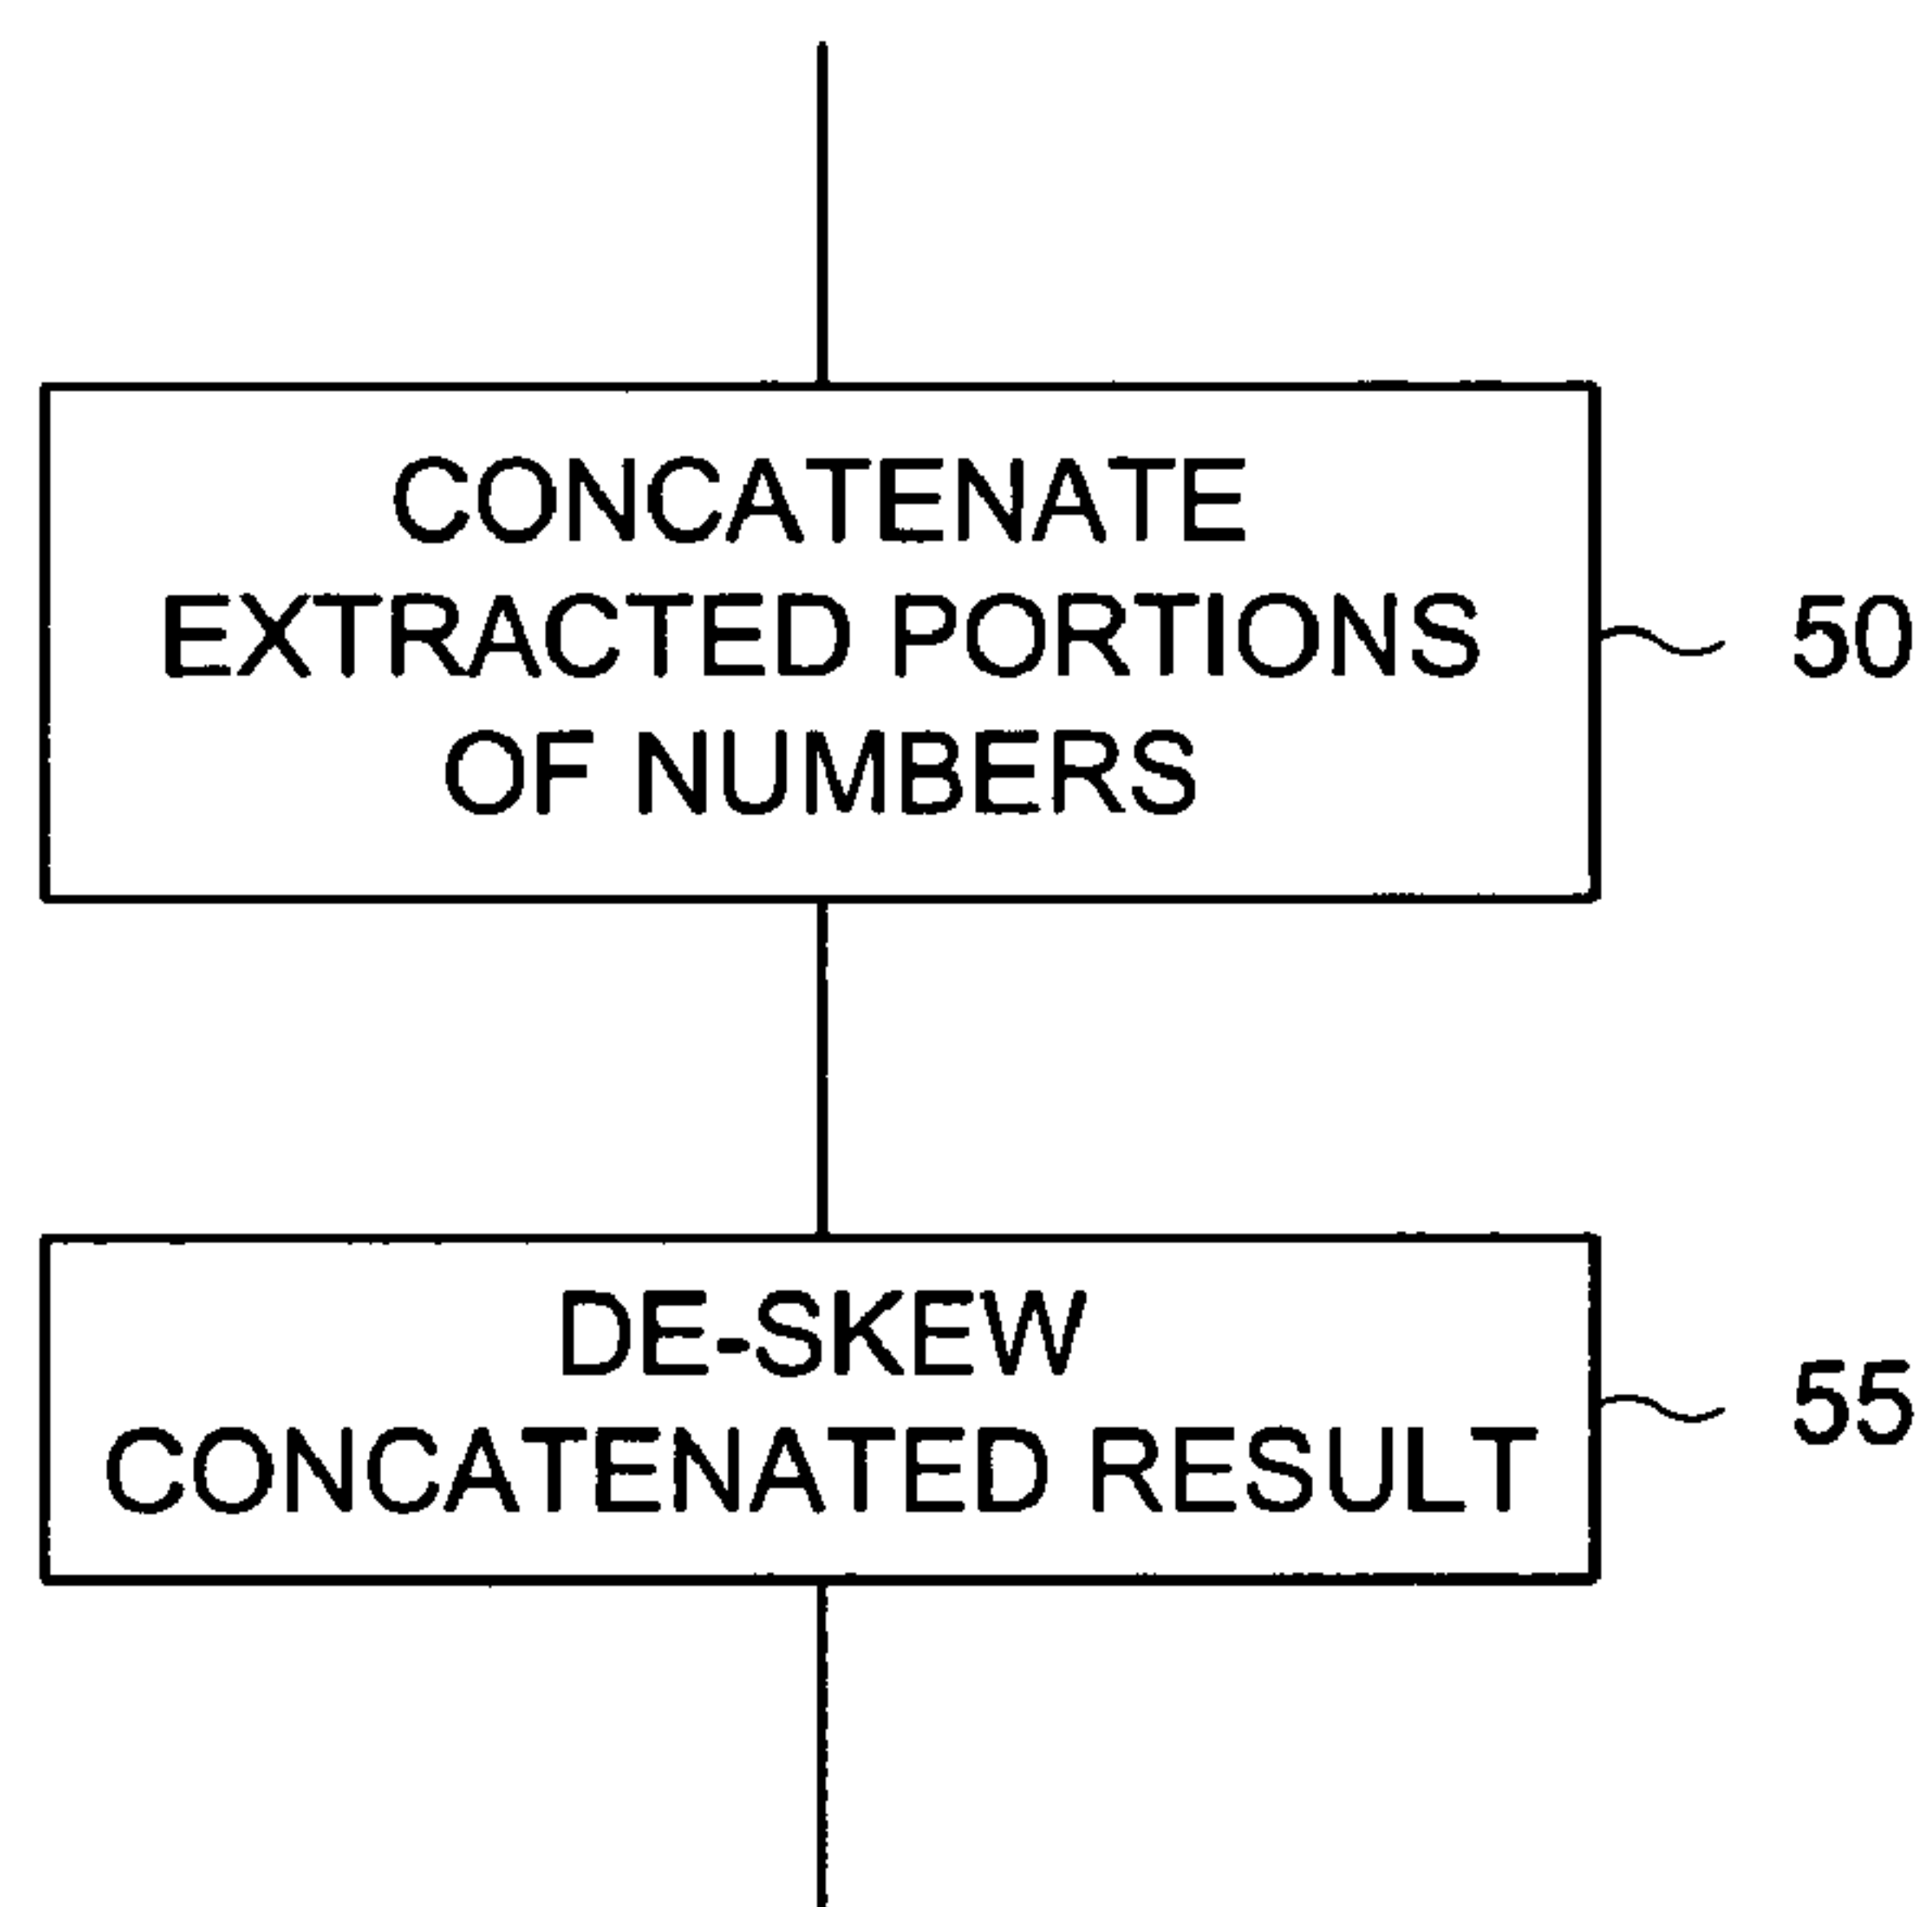 CONCATENATE
EXTRACTED PORTIONS
OF NUMBERS
50
DE-SKEW
CONCATENATED RESULT
55